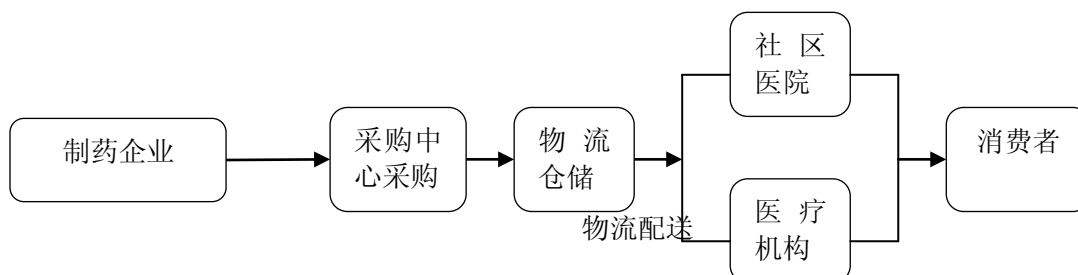 制药企业
采购中
心采购
物 流
仓储
物流配送
社 区
医院
医 疗
机构
消费者